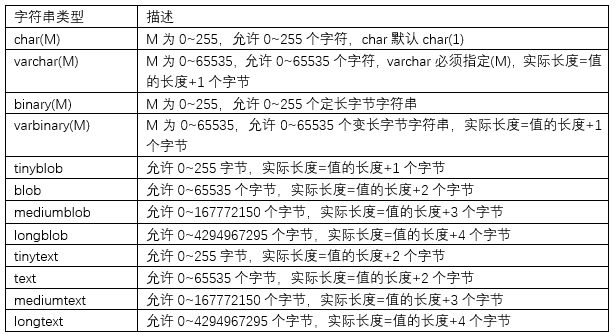 字符串类型 描述
char(M) M 为 0~255，允许 0~255 个字符，char 默认 char(1)
varchar(M) M 为 0~65535，允许 0~65535 个字符，varchar 必须指定(M)，实际长度=值
的长度+1 个字节
binary(M) M 为 0~255，允许 0~255 个定长字节字符串
varbinary(M) M 为 0~65535，允许 0~65535 个变长字节字符串，实际长度=值的长度+1
个字节
tinyblob 允许 0~255 字节，实际长度=值的长度+1 个字节
blob 允许 0~65535 个字节，实际长度=值的长度+2 个字节
mediumblob 允许 0~167772150 个字节，实际长度=值的长度+3 个字节
longblob 允许 0~4294967295 个字节，实际长度=值的长度+4 个字节
tinytext 允许 0~255 字节，实际长度=值的长度+2 个字节
text 允许 0~65535 个字节，实际长度=值的长度+2 个字节
mediumtext 允许 0~167772150 个字节，实际长度=值的长度+3 个字节
longtext 允许 0~4294967295 个字节，实际长度=值的长度+4 个字节